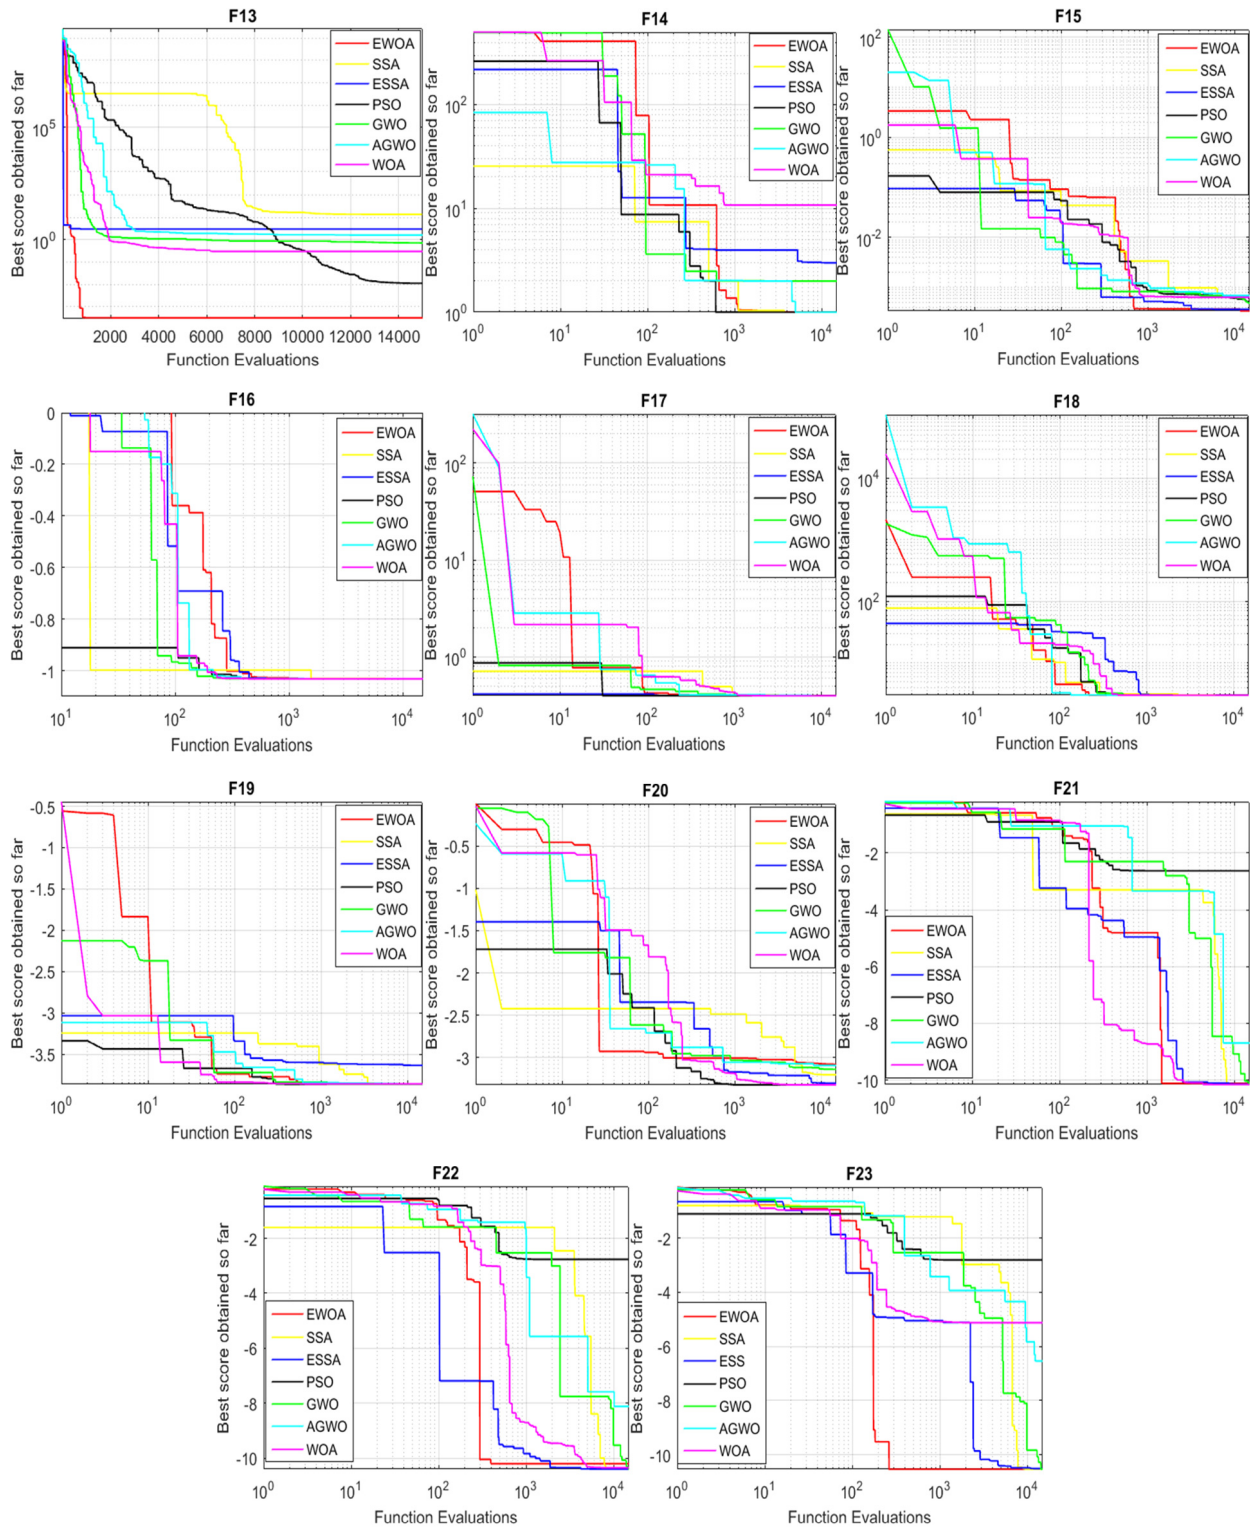 F13
Best score obtained so far
10^5
10^0
2000 4000 6000 8000 10000 12000 14000
Function Evaluations
EWOA
SSA
ESSA
PSO
GWO
AGWO
WOA
F14
Best score obtained so far
10^2
10^1
10^0
10^0 10^1 10^2 10^3 10^4
Function Evaluations
EWOA
SSA
ESSA
PSO
GWO
AGWO
WOA
F15
Best score obtained so far
10^2
10^0
10^-2
10^0 10^1 10^2 10^3 10^4
Function Evaluations
EWOA
SSA
ESSA
PSO
GWO
AGWO
WOA
F16
Best score obtained so far
0
-0.2
-0.4
-0.6
-0.8
-1
10^1 10^2 10^3 10^4
Function Evaluations
EWOA
SSA
ESSA
PSO
GWO
AGWO
WOA
F17
Best score obtained so far
10^2
10^1
10^0
10^0 10^1 10^2 10^3 10^4
Function Evaluations
EWOA
SSA
ESSA
PSO
GWO
AGWO
WOA
F18
Best score obtained so far
10^4
10^2
10^0 10^1 10^2 10^3 10^4
Function Evaluations
EWOA
SSA
ESSA
PSO
GWO
AGWO
WOA
F19
Best score obtained so far
-0.5
-1
-1.5
-2
-2.5
-3
-3.5
10^0 10^1 10^2 10^3 10^4
Function Evaluations
EWOA
SSA
ESSA
PSO
GWO
AGWO
WOA
F20
Best score obtained so far
-0.5
-1
-1.5
-2
-2.5
-3
10^0 10^1 10^2 10^3 10^4
Function Evaluations
EWOA
SSA
ESSA
PSO
GWO
AGWO
WOA
F21
Best score obtained so far
-2
-4
-6
-8
-10
10^0 10^1 10^2 10^3 10^4
Function Evaluations
EWOA
SSA
ESSA
PSO
GWO
AGWO
WOA
F22
Best score obtained so far
-2
-4
-6
-8
-10
10^0 10^1 10^2 10^3 10^4
Function Evaluations
EWOA
SSA
ESSA
PSO
GWO
AGWO
WOA
F23
Best score obtained so far
-2
-4
-6
-8
-10
10^0 10^1 10^2 10^3 10^4
Function Evaluations
EWOA
SSA
ESS
PSO
GWO
AGWO
WOA